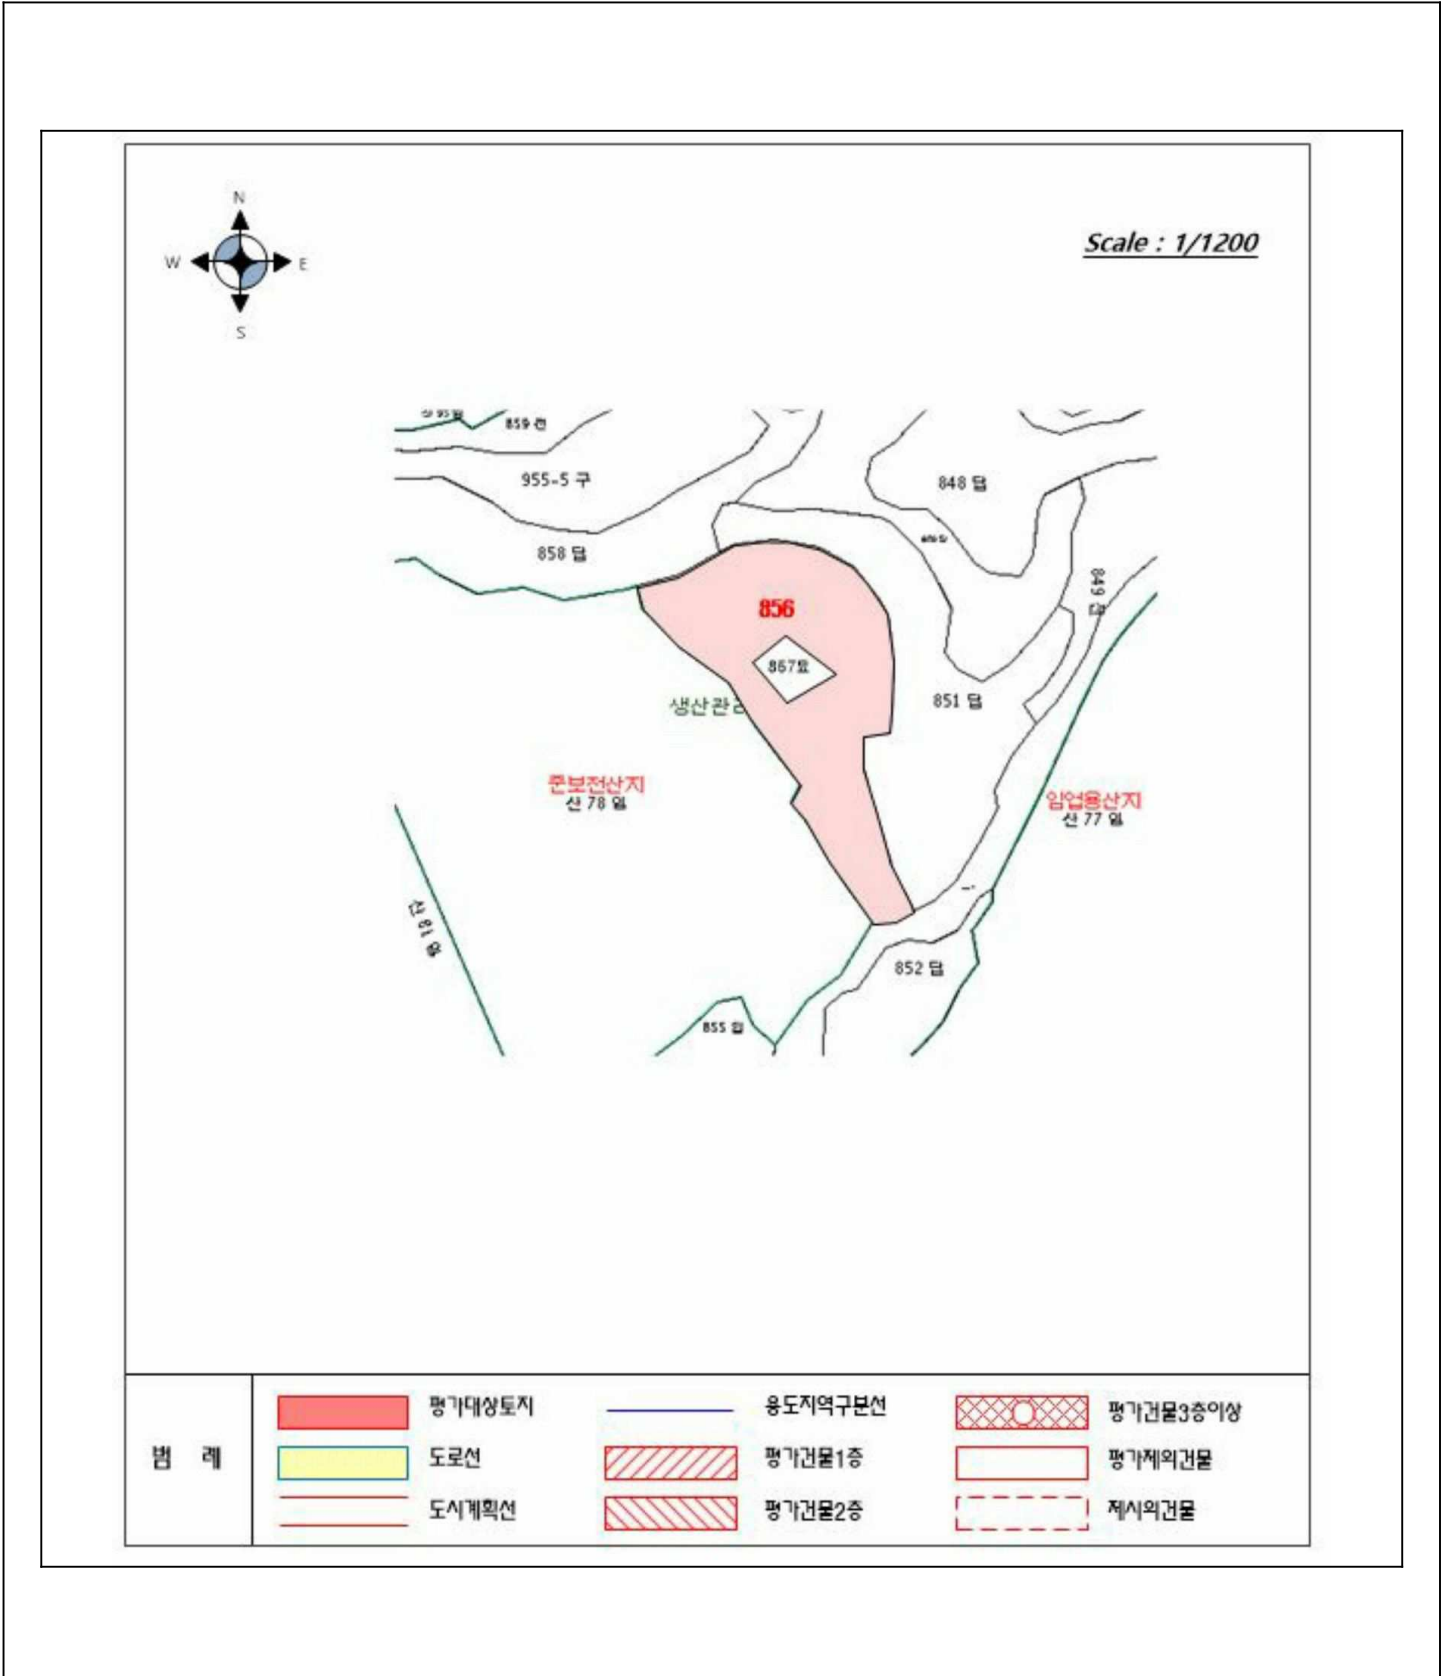 N
W E
S
Scale : 1/1200
859 전
955-5 구
848 답
858 답
849 전
856
867묘
851 답
생산관리
준보전산지
산 78 임
임업용산지
산 77 임
산 81 임
852 답
855 임
범 례
평가대상토지
용도지역구분선
평가건물3층이상
도로선
평가건물1층
평가제외건물
도시계획선
평가건물2층
제시외건물